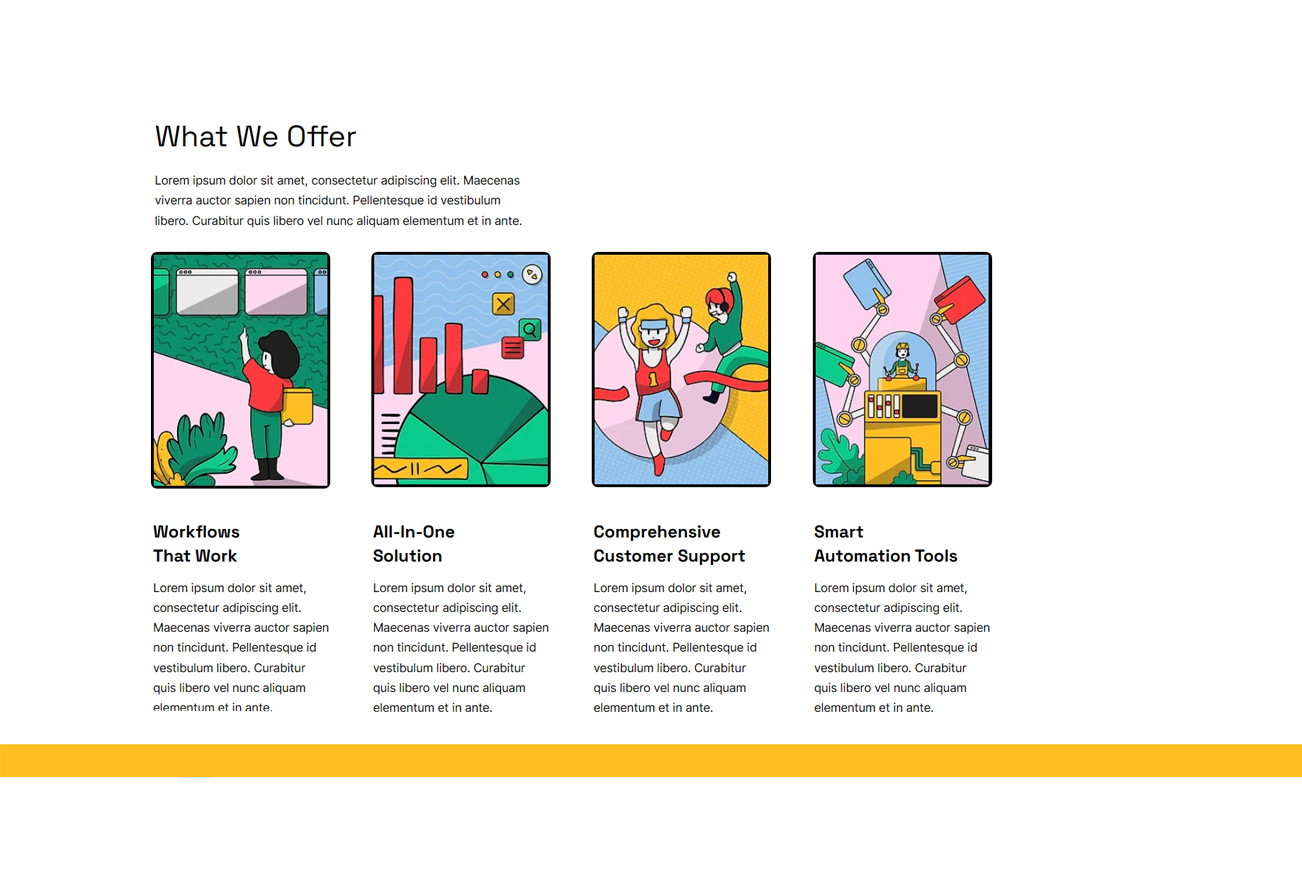 What We Offer
Lorem ipsum dolor sit amet, consectetur adipiscing elit. Maecenas
viverra auctor sapien non tincidunt. Pellentesque id vestibulum
libero. Curabitur quis libero vel nunc aliquam elementum et in ante.
1
Workflows
That Work
Lorem ipsum dolor sit amet,
consectetur adipiscing elit.
Maecenas viverra auctor sapien
non tincidunt. Pellentesque id
vestibulum libero. Curabitur
quis libero vel nunc aliquam
elementum et in ante.
All-In-One
Solution
Lorem ipsum dolor sit amet,
consectetur adipiscing elit.
Maecenas viverra auctor sapien
non tincidunt. Pellentesque id
vestibulum libero. Curabitur
quis libero vel nunc aliquam
elementum et in ante.
Comprehensive
Customer Support
Lorem ipsum dolor sit amet,
consectetur adipiscing elit.
Maecenas viverra auctor sapien
non tincidunt. Pellentesque id
vestibulum libero. Curabitur
quis libero vel nunc aliquam
elementum et in ante.
Smart
Automation Tools
Lorem ipsum dolor sit amet,
consectetur adipiscing elit.
Maecenas viverra auctor sapien
non tincidunt. Pellentesque id
vestibulum libero. Curabitur
quis libero vel nunc aliquam
elementum et in ante.